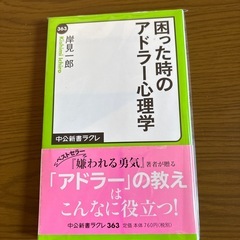 困った時の
アドラー心理学
363
岸見一郎
Kishimi Ichiro
中公新書ラクレ
ベストセラー
『嫌われる勇気』著者が贈る
「アドラー」の教え
は
こんなに役立つ!
中公新書ラクレ 363 定価 本体760円(税別)